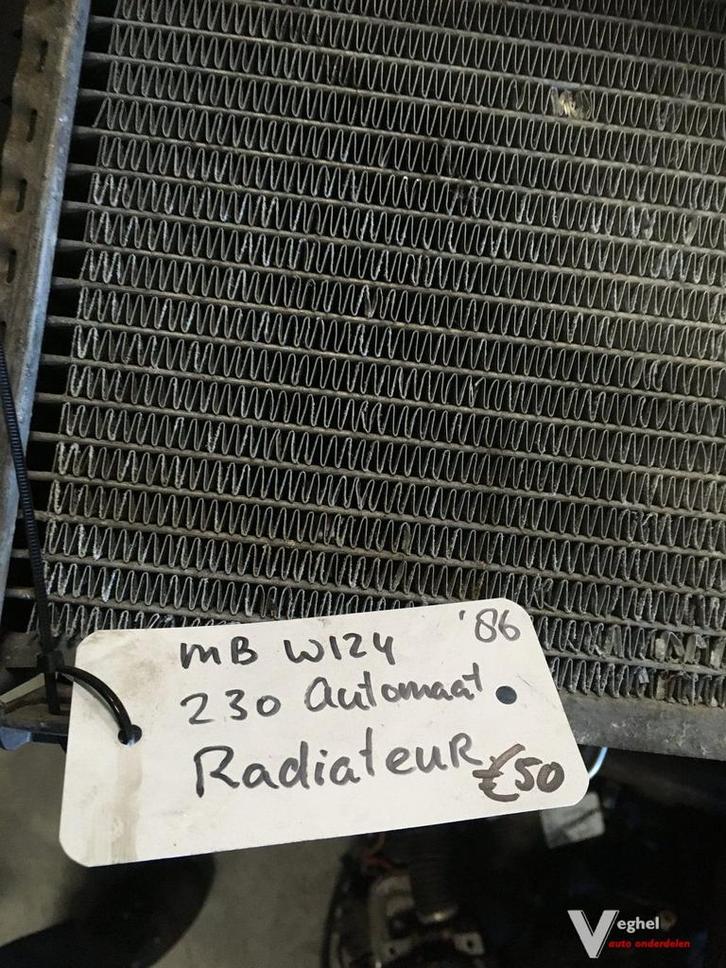 MB W124 '86
230 Automaat
Radiateur €50
Veghel
auto onderdelen